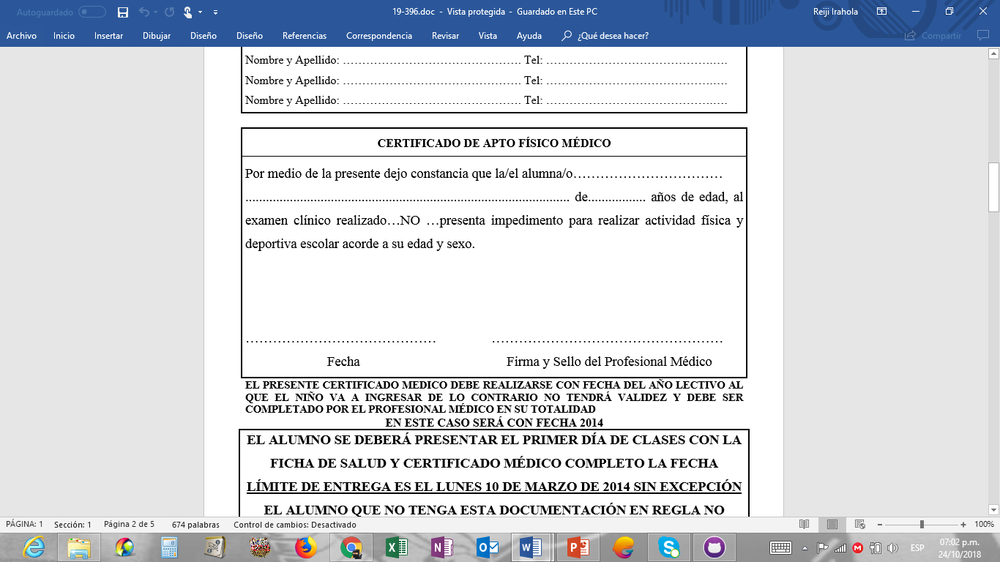 Autoguardado
19-396.doc - Vista protegida - Guardado en Este PC
Reiji Irahola
Archivo Inicio Insertar Dibujar Diseño Diseño Referencias Correspondencia Revisar Vista Ayuda ¿Qué desea hacer? Compartir
Nombre y Apellido: ………………………………………. Tel: ……………………………………….
Nombre y Apellido: ………………………………………. Tel: ……………………………………….
Nombre y Apellido: ………………………………………. Tel: ……………………………………….
CERTIFICADO DE APTO FÍSICO MÉDICO
Por medio de la presente dejo constancia que la/el alumna/o……………………………
............................................................................................... de................. años de edad, al
examen clínico realizado…NO …presenta impedimento para realizar actividad física y
deportiva escolar acorde a su edad y sexo.
…………………………………… ……………………………………………
Fecha Firma y Sello del Profesional Médico
EL PRESENTE CERTIFICADO MEDICO DEBE REALIZARSE CON FECHA DEL AÑO LECTIVO AL
QUE EL NIÑO VA A INGRESAR DE LO CONTRARIO NO TENDRÁ VALIDEZ Y DEBE SER
COMPLETADO POR EL PROFESIONAL MÉDICO EN SU TOTALIDAD
EN ESTE CASO SERÁ CON FECHA 2014
EL ALUMNO SE DEBERÁ PRESENTAR EL PRIMER DÍA DE CLASES CON LA
FICHA DE SALUD Y CERTIFICADO MÉDICO COMPLETO LA FECHA
LÍMITE DE ENTREGA ES EL LUNES 10 DE MARZO DE 2014 SIN EXCEPCIÓN
EL ALUMNO QUE NO TENGA ESTA DOCUMENTACIÓN EN REGLA NO
PÁGINA: 1 Sección: 1 Página 2 de 5 674 palabras Control de cambios: Desactivado 100%
ESP
07:02 p.m.
24/10/2018